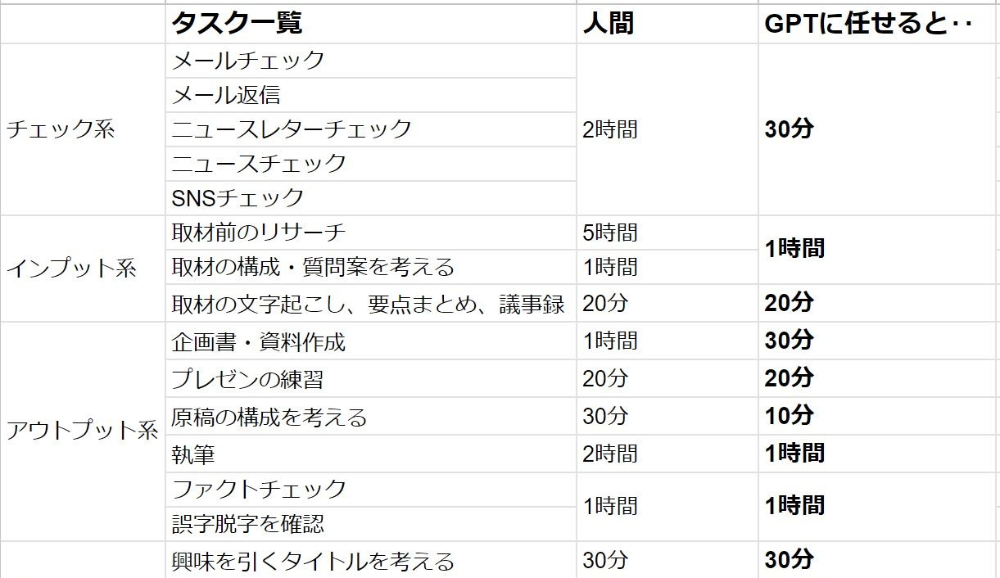 タスク一覧 人間 GPTに任せると‥
チェック系
メールチェック
メール返信
ニュースレターチェック 2時間 30分
ニュースチェック
SNSチェック
インプット系
取材前のリサーチ 5時間 1時間
取材の構成・質問案を考える 1時間
取材の文字起こし、要点まとめ、議事録 20分 20分
アウトプット系
企画書・資料作成 1時間 30分
プレゼンの練習 20分 20分
原稿の構成を考える 30分 10分
執筆 2時間 1時間
ファクトチェック 1時間 1時間
誤字脱字を確認
興味を引くタイトルを考える 30分 30分